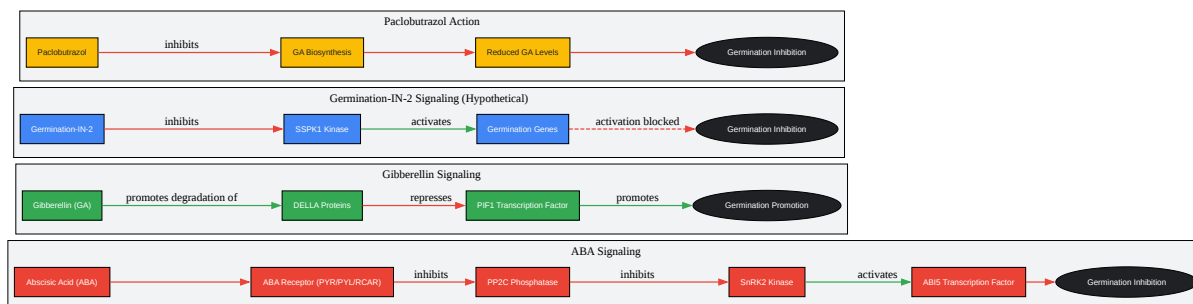 Paclobutrazol Action
Paclobutrazol
inhibits
GA Biosynthesis
Reduced GA Levels
Germination Inhibition
Germination-IN-2 Signaling (Hypothetical)
Germination-IN-2
inhibits
SSPK1 Kinase
activates
Germination Genes
activation blocked
Germination Inhibition
Gibberellin Signaling
Gibberellin (GA)
promotes degradation of
DELLA Proteins
represses
PIF1 Transcription Factor
promotes
Germination Promotion
ABA Signaling
Abscisic Acid (ABA)
ABA Receptor (PYR/PYL/RCAR)
inhibits
PP2C Phosphatase
inhibits
SnRK2 Kinase
activates
ABI5 Transcription Factor
Germination Inhibition